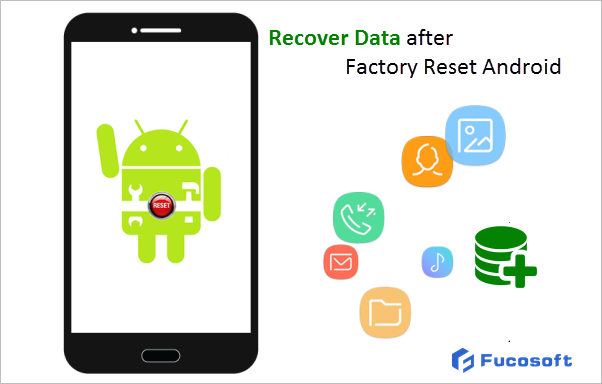 Recover Data after
Factory Reset Android
RESET
Fucosoft